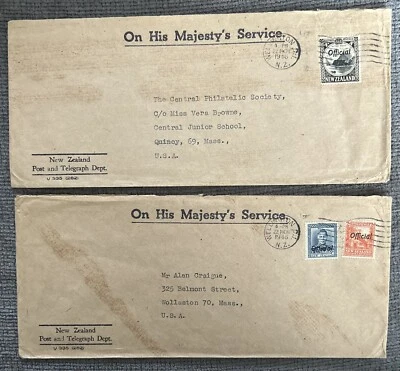 On His Majesty's Service.
WELLINGTON
1946
N.Z.
Official
NEW ZEALAND
The Central Philatelic Society,
C/o Miss Vera Browne,
Central Junior School,
Quincy, 69, Mass.,
U.S.A.
New Zealand
Post and Telegraph Dept.
On His Majesty's Service.
N.Z.
Official
Mr Alan Craigue,
325 Belmont Street,
Wollaston 70, Mass.,
U.S.A.
New Zealand
Post and Telegraph Dept.